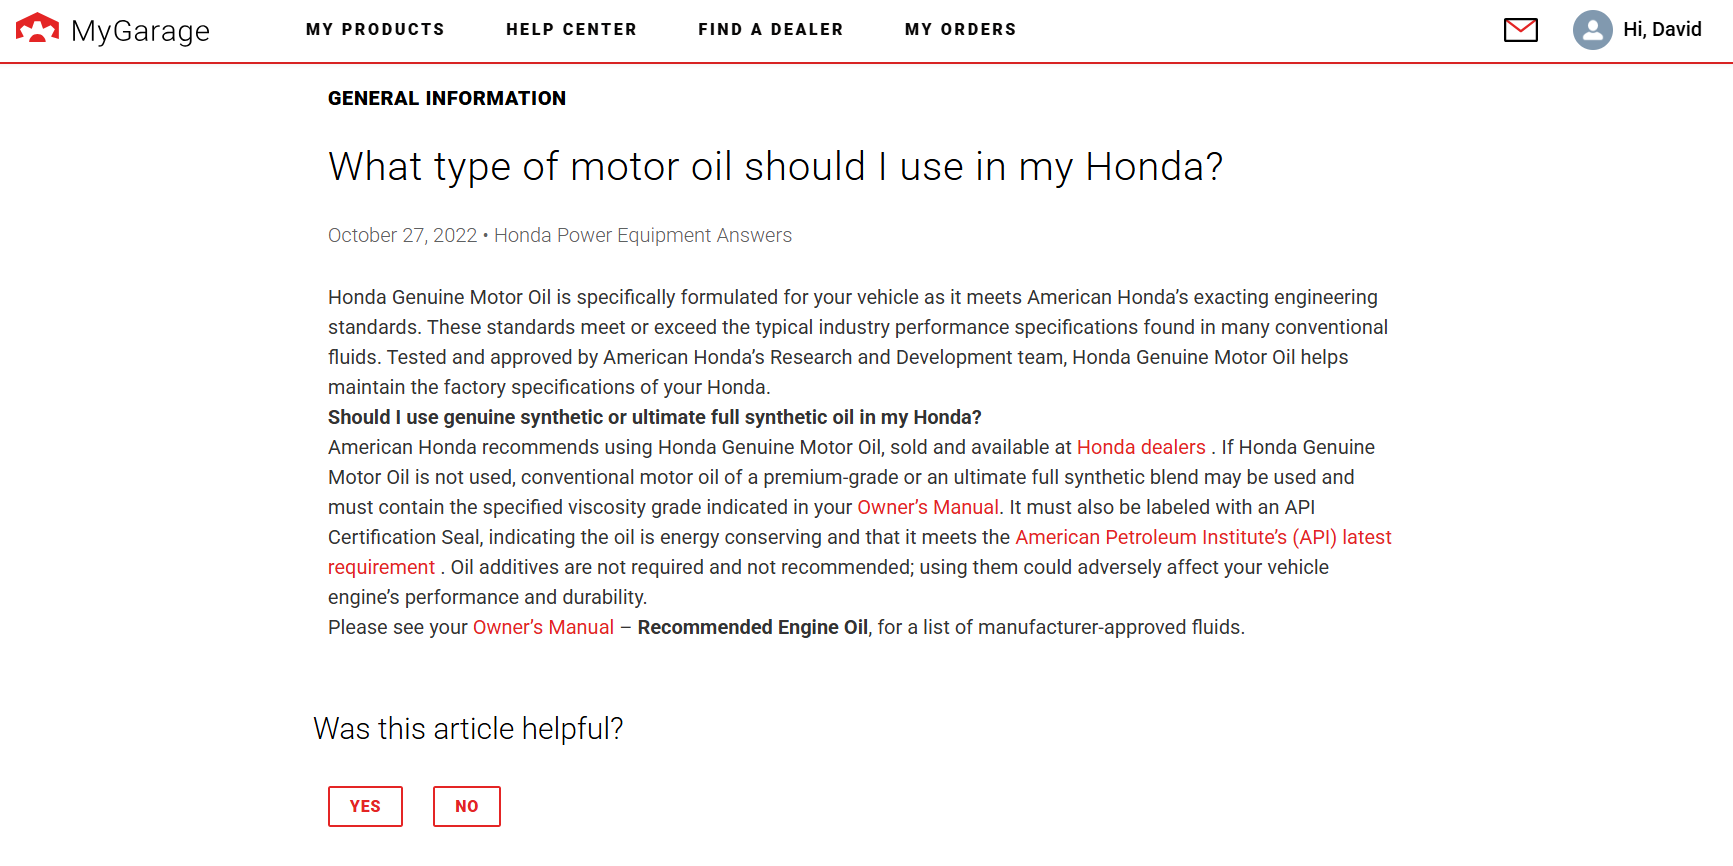 MyGarage
MY PRODUCTS
HELP CENTER
FIND A DEALER
MY ORDERS
Hi, David
GENERAL INFORMATION
What type of motor oil should I use in my Honda?
October 27, 2022 • Honda Power Equipment Answers
Honda Genuine Motor Oil is specifically formulated for your vehicle as it meets American Honda’s exacting engineering
standards. These standards meet or exceed the typical industry performance specifications found in many conventional
fluids. Tested and approved by American Honda’s Research and Development team, Honda Genuine Motor Oil helps
maintain the factory specifications of your Honda.
Should I use genuine synthetic or ultimate full synthetic oil in my Honda?
American Honda recommends using Honda Genuine Motor Oil, sold and available at Honda dealers . If Honda Genuine
Motor Oil is not used, conventional motor oil of a premium-grade or an ultimate full synthetic blend may be used and
must contain the specified viscosity grade indicated in your Owner’s Manual. It must also be labeled with an API
Certification Seal, indicating the oil is energy conserving and that it meets the American Petroleum Institute’s (API) latest
requirement . Oil additives are not required and not recommended; using them could adversely affect your vehicle
engine’s performance and durability.
Please see your Owner’s Manual – Recommended Engine Oil, for a list of manufacturer-approved fluids.
Was this article helpful?
YES
NO